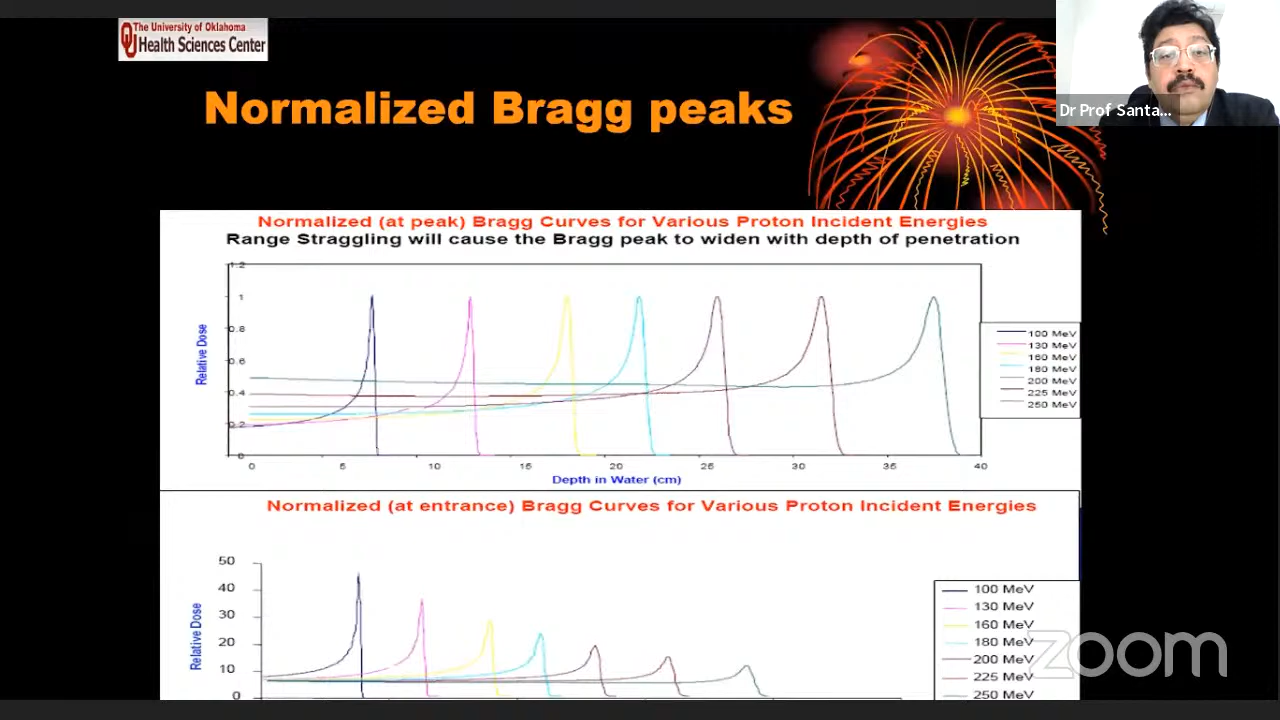 The University of Oklahoma
Health Sciences Center
Dr Prof Santa...
Normalized Bragg peaks
Normalized (at peak) Bragg Curves for Various Proton Incident Energies
Range Straggling will cause the Bragg peak to widen with depth of penetration
1.2
1
0.8
0.6
0.4
0.2
0
Relative Dose
0 5 10 15 20 25 30 35 40
Depth in Water (cm)
100 MeV
130 MeV
160 MeV
180 MeV
200 MeV
225 MeV
250 MeV
Normalized (at entrance) Bragg Curves for Various Proton Incident Energies
50
40
30
20
10
0
Relative Dose
100 MeV
130 MeV
160 MeV
180 MeV
200 MeV
225 MeV
250 MeV
zoom